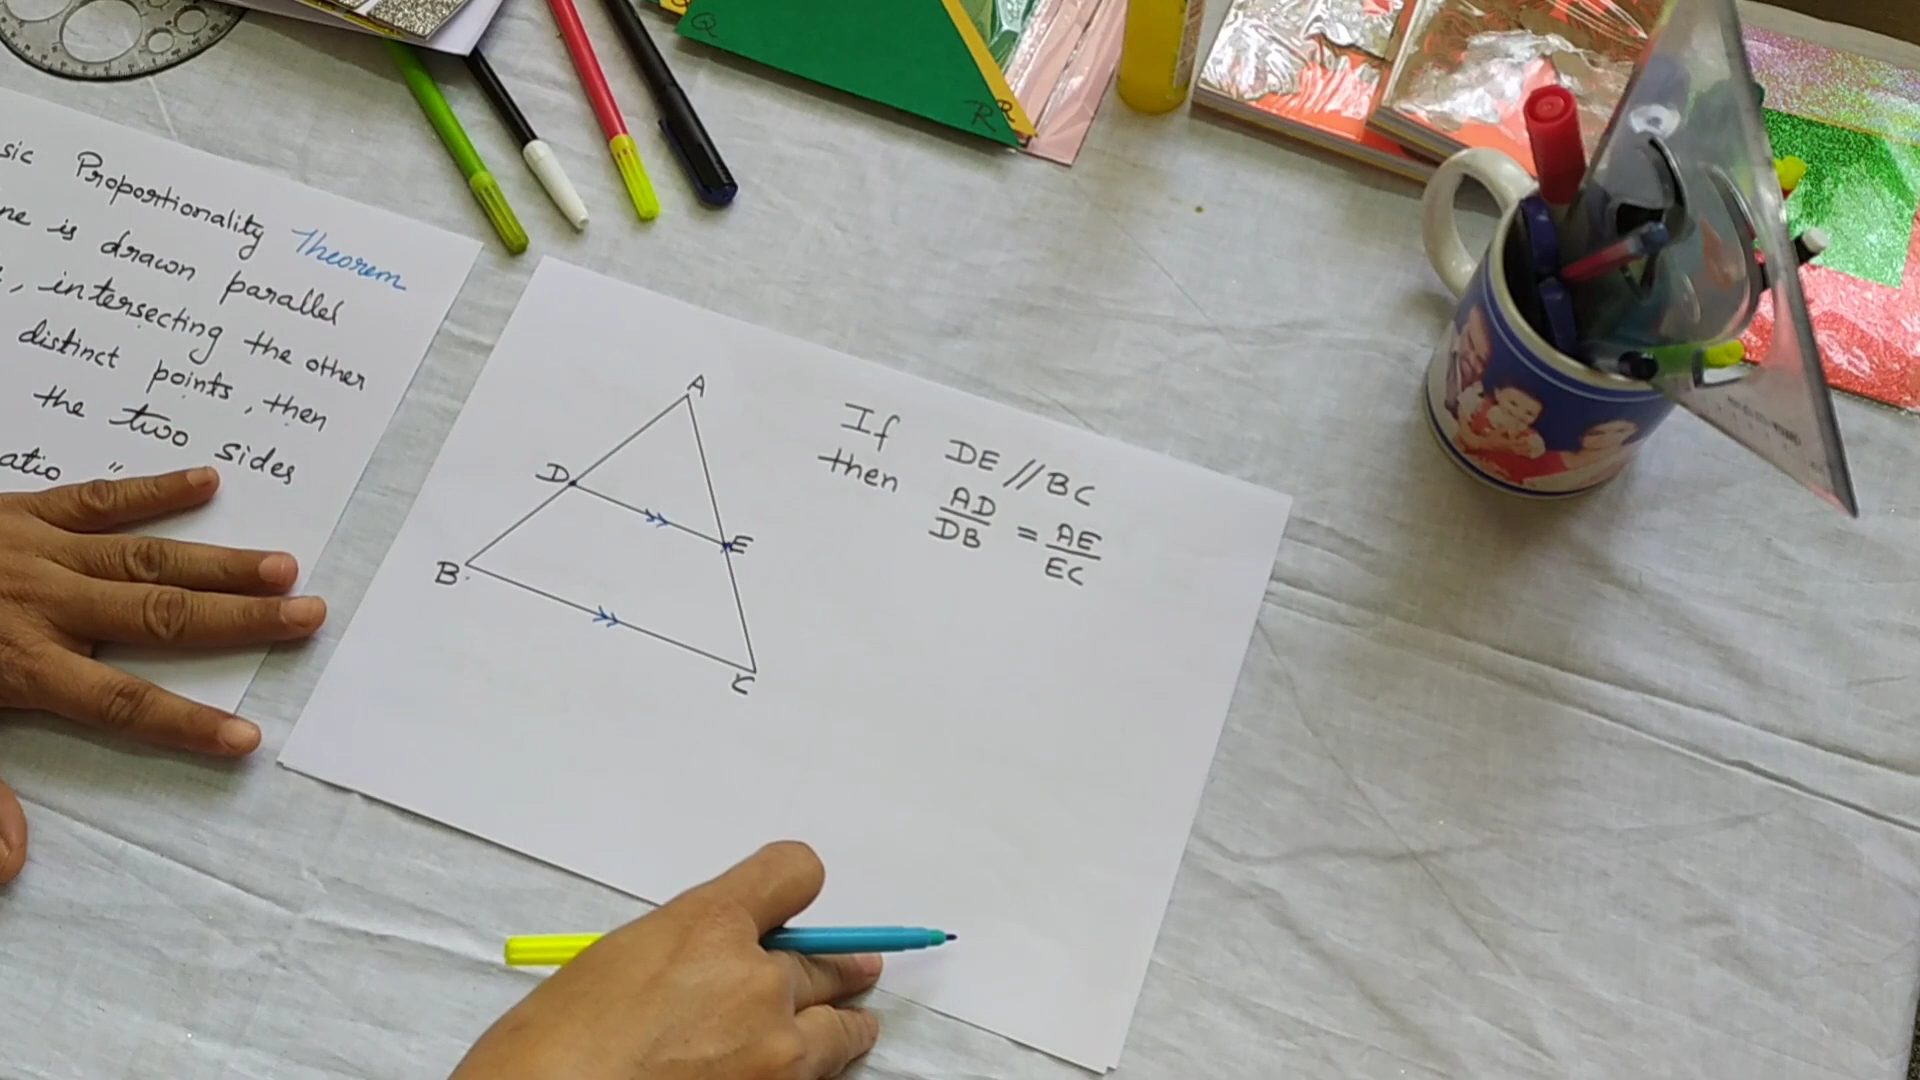 sic Proportionality Theorem
ne is drawn parallel
, intersecting the other
distinct points, then
the two sides
atio "
A
D
E
B
C
If DE//BC
then AD/DB = AE/EC
Q
R
R